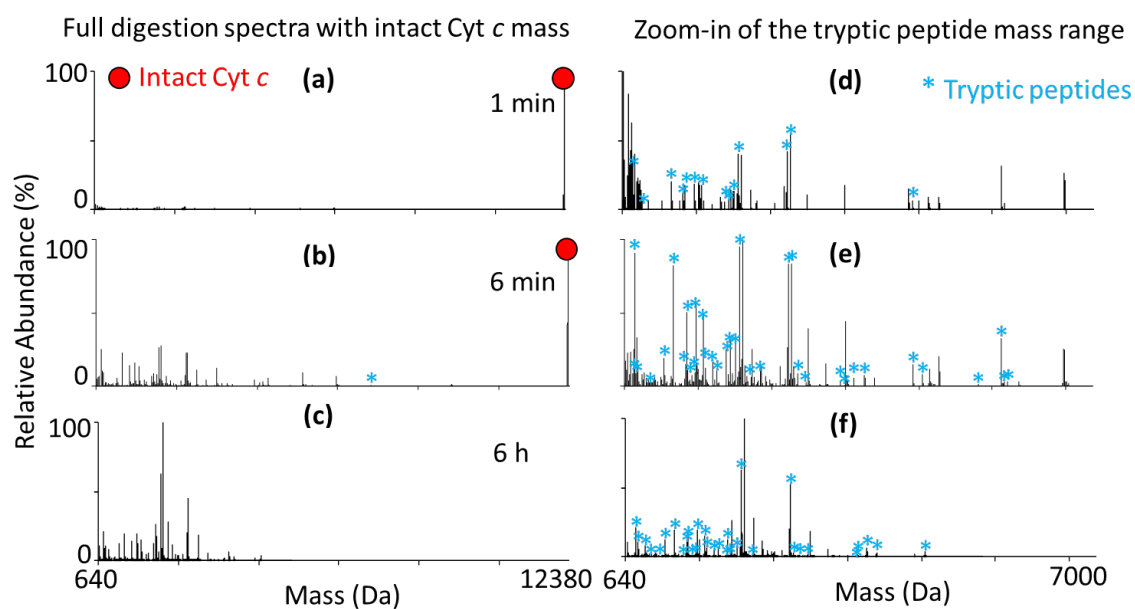 Full digestion spectra with intact Cyt c mass
Zoom-in of the tryptic peptide mass range
Relative Abundance (%)
100
0
Intact Cyt c
(a)
1 min
(d)
* Tryptic peptides
100
0
(b)
6 min
(e)
100
0
(c)
6 h
(f)
640
12380
Mass (Da)
640
7000
Mass (Da)